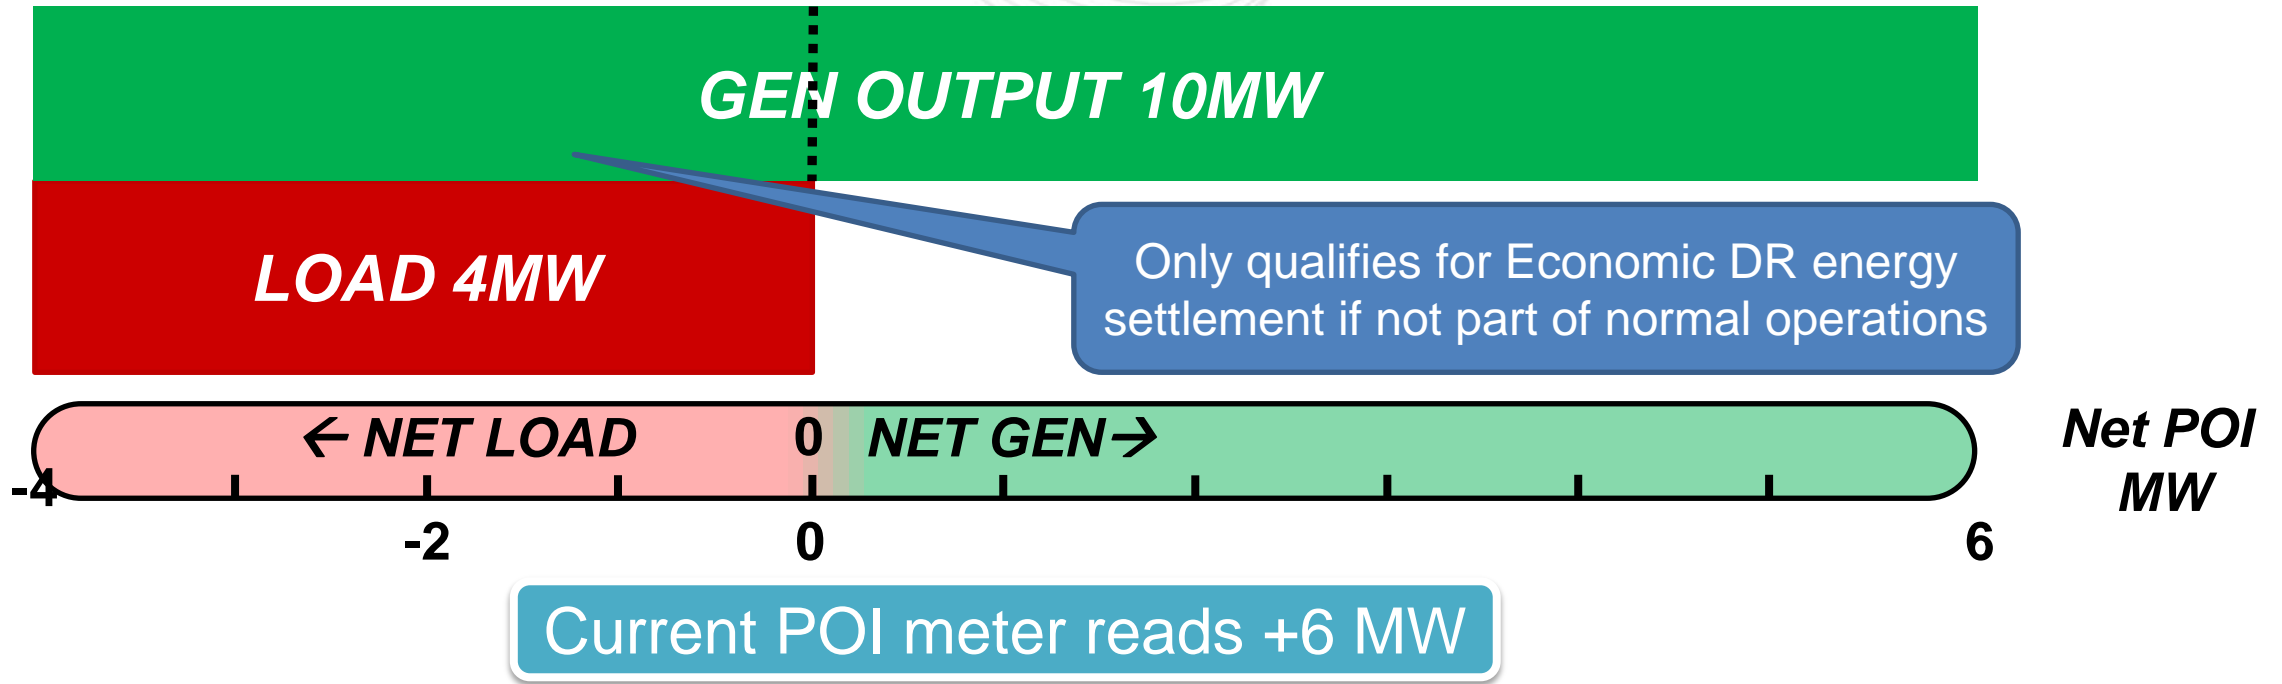 GEN OUTPUT 10MW
LOAD 4MW
Only qualifies for Economic DR energy
settlement if not part of normal operations
← NET LOAD 0 NET GEN→
Net POI
MW
-4
-2 0 6
Current POI meter reads +6 MW